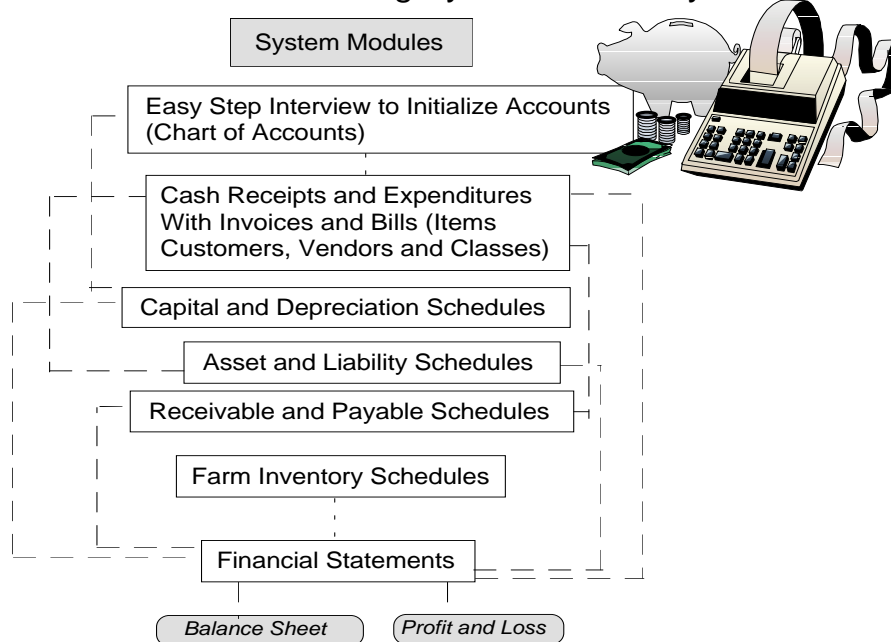 System Modules
Easy Step Interview to Initialize Accounts
(Chart of Accounts)
Cash Receipts and Expenditures
With Invoices and Bills (Items
Customers, Vendors and Classes)
Capital and Depreciation Schedules
Asset and Liability Schedules
Receivable and Payable Schedules
Farm Inventory Schedules
Financial Statements
Balance Sheet
Profit and Loss